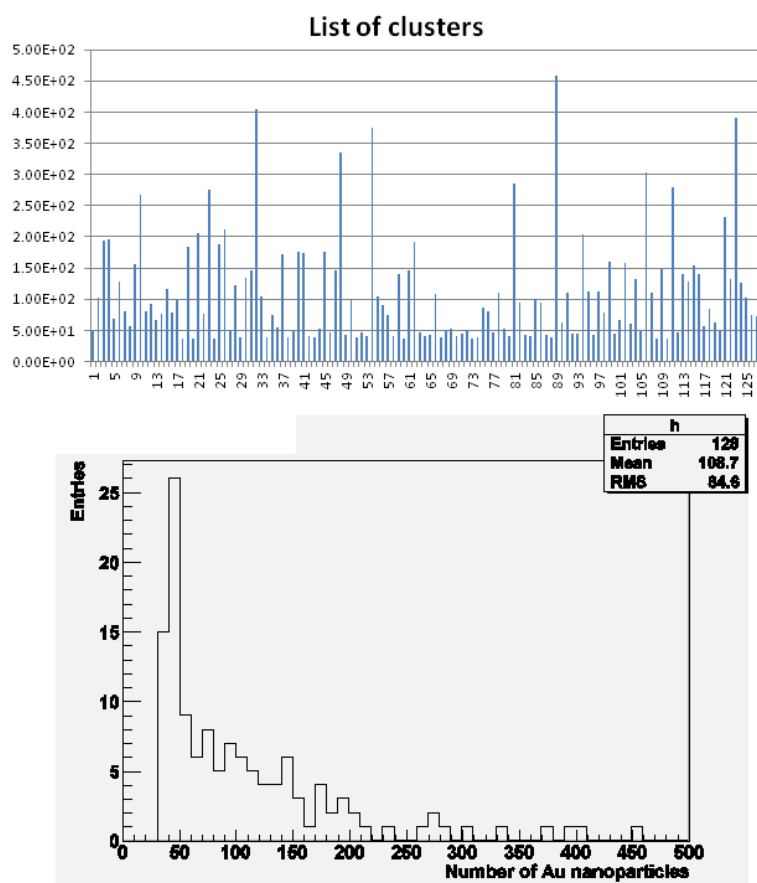 List of clusters
5.00E+02
4.50E+02
4.00E+02
3.50E+02
3.00E+02
2.50E+02
2.00E+02
1.50E+02
1.00E+02
5.00E+01
0.00E+00
1 5 9 13 17 21 25 29 33 37 41 45 49 53 57 61 65 69 73 77 81 85 89 93 97 101 105 109 113 117 121 125
h
Entries 128
Mean 108.7
RMS 84.6
Entries
25
20
15
10
5
0
0 50 100 150 200 250 300 350 400 450 500
Number of Au nanoparticles